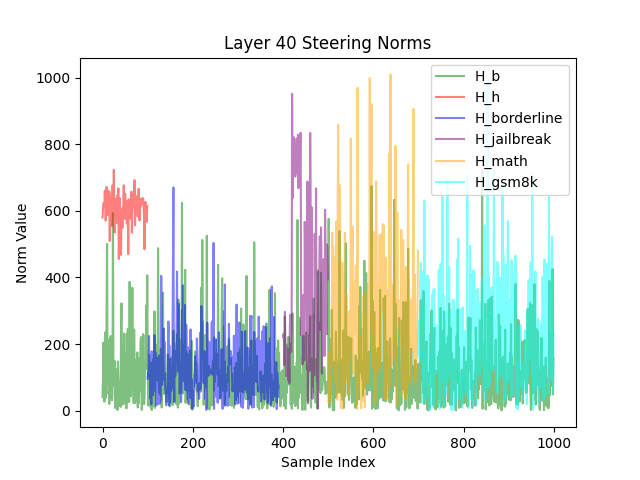 Layer 40 Steering Norms
Norm Value
1000
800
600
400
200
0
0
200
400
600
800
1000
Sample Index
H_b
H_h
H_borderline
H_jailbreak
H_math
H_gsm8k